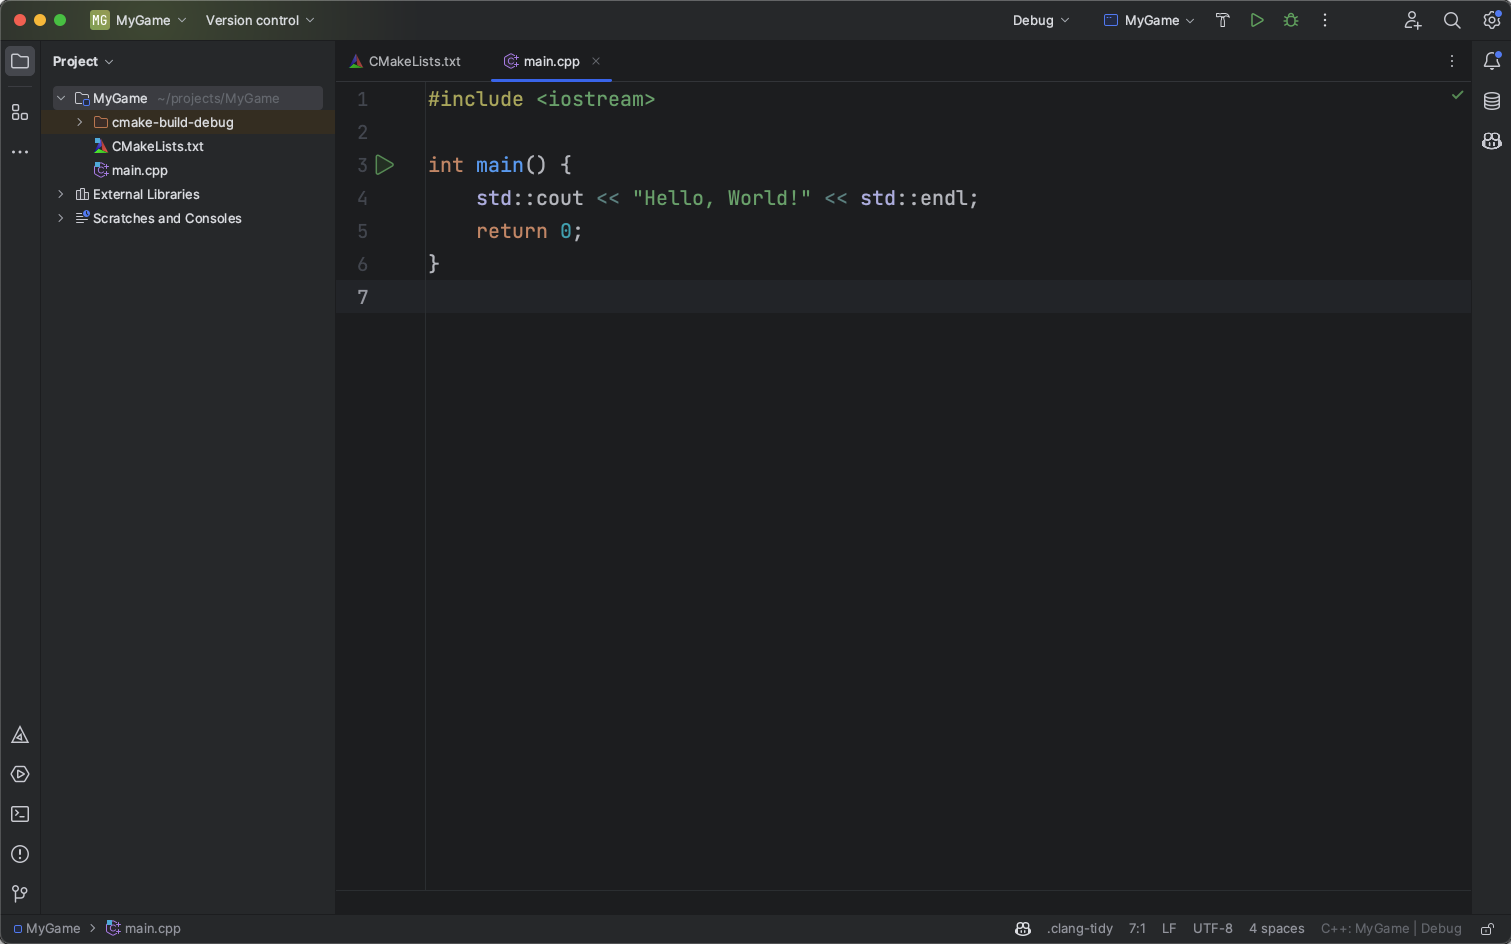 MG MyGame Version control Debug MyGame
Project
CMakeLists.txt main.cpp
MyGame ~/projects/MyGame
cmake-build-debug
CMakeLists.txt
main.cpp
External Libraries
Scratches and Consoles
1 #include <iostream>
2
3 int main() {
4 std::cout << "Hello, World!" << std::endl;
5 return 0;
6 }
7
MyGame main.cpp .clang-tidy 7:1 LF UTF-8 4 spaces C++: MyGame | Debug